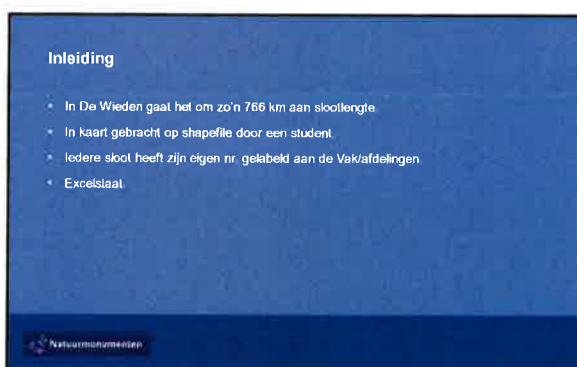 Inleiding
In De Wieden gaat het om zo'n 766 km aan slootlengte.
In kaart gebracht op shapefile door een student.
Iedere sloot heeft zijn eigen nr. gelabeld aan de Vak/afdelingen.
Excelstaat.
Natuurmonumenten